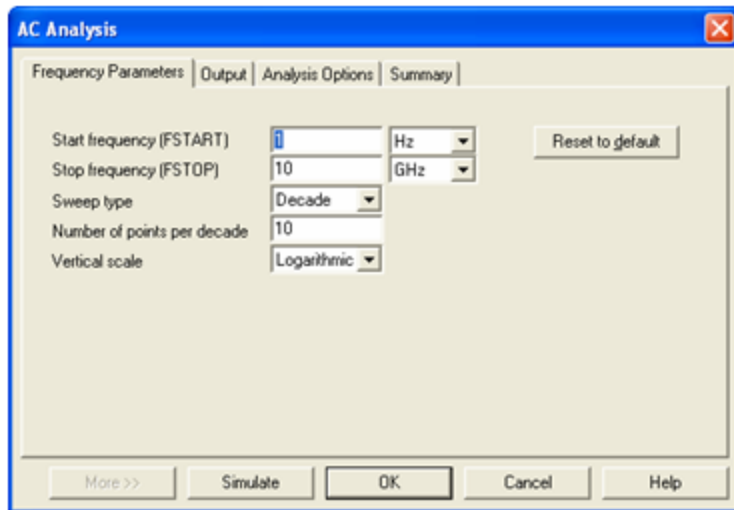 AC Analysis
Frequency Parameters Output Analysis Options Summary
Start frequency (FSTART) 1 Hz Reset to default
Stop frequency (FSTOP) 10 GHz
Sweep type Decade
Number of points per decade 10
Vertical scale Logarithmic
More >> Simulate OK Cancel Help